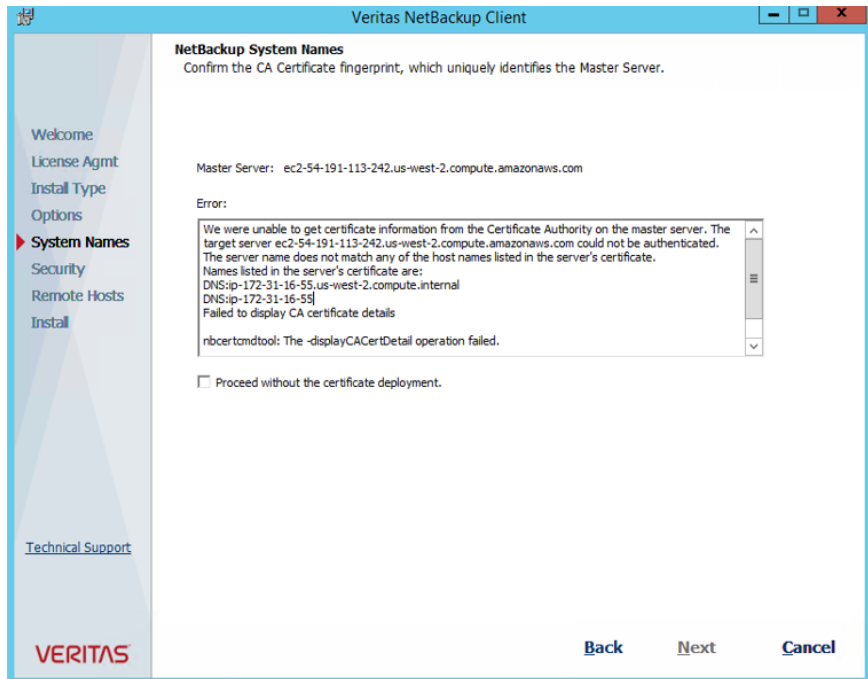 Veritas NetBackup Client
NetBackup System Names
Confirm the CA Certificate fingerprint, which uniquely identifies the Master Server.
Welcome
License Agmt
Install Type
Options
System Names
Security
Remote Hosts
Install
Master Server: ec2-54-191-113-242.us-west-2.compute.amazonaws.com
Error:
We were unable to get certificate information from the Certificate Authority on the master server. The
target server ec2-54-191-113-242.us-west-2.compute.amazonaws.com could not be authenticated.
The server name does not match any of the host names listed in the server's certificate.
Names listed in the server's certificate are:
DNS:ip-172-31-16-55.us-west-2.compute.internal
DNS:ip-172-31-16-55
Failed to display CA certificate details
nbcertcmdtool: The -displayCACertDetail operation failed.
Proceed without the certificate deployment.
Technical Support
VERITAS
Back Next Cancel